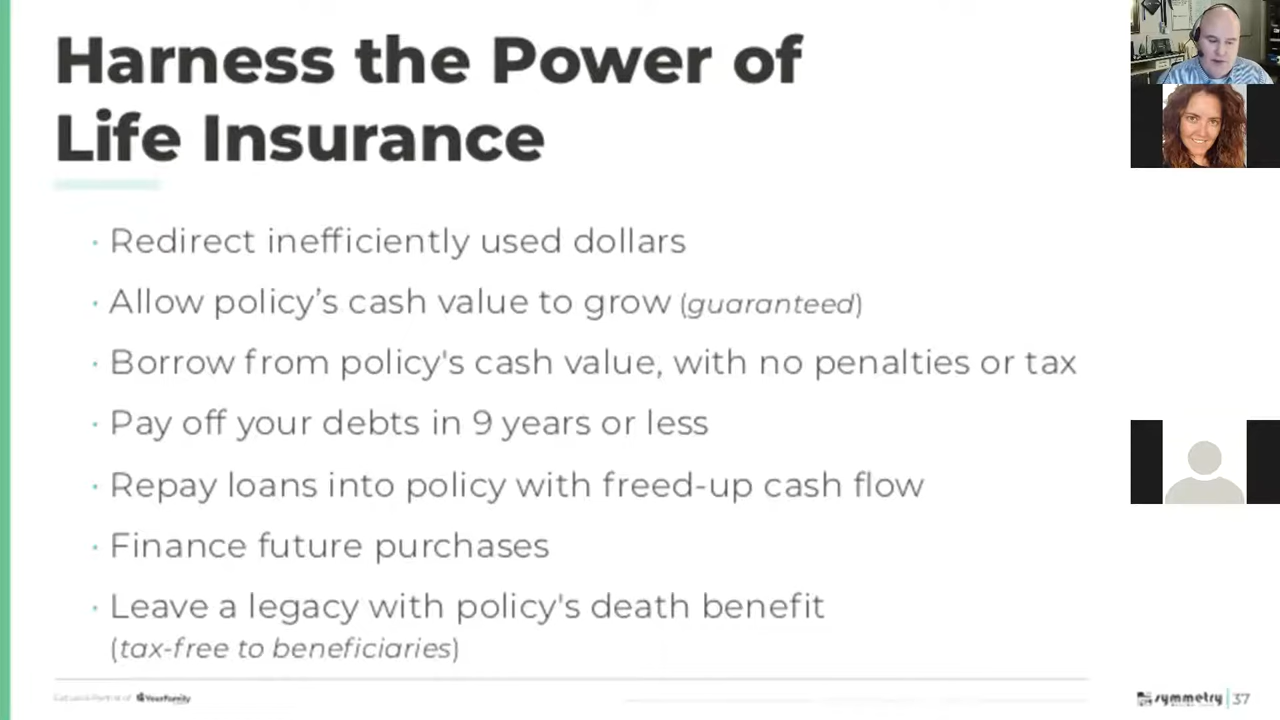 Harness the Power of
Life Insurance
· Redirect inefficiently used dollars
· Allow policy’s cash value to grow (guaranteed)
· Borrow from policy's cash value, with no penalties or tax
· Pay off your debts in 9 years or less
· Repay loans into policy with freed-up cash flow
· Finance future purchases
· Leave a legacy with policy's death benefit
(tax-free to beneficiaries)
YourFamily
symmetry 37